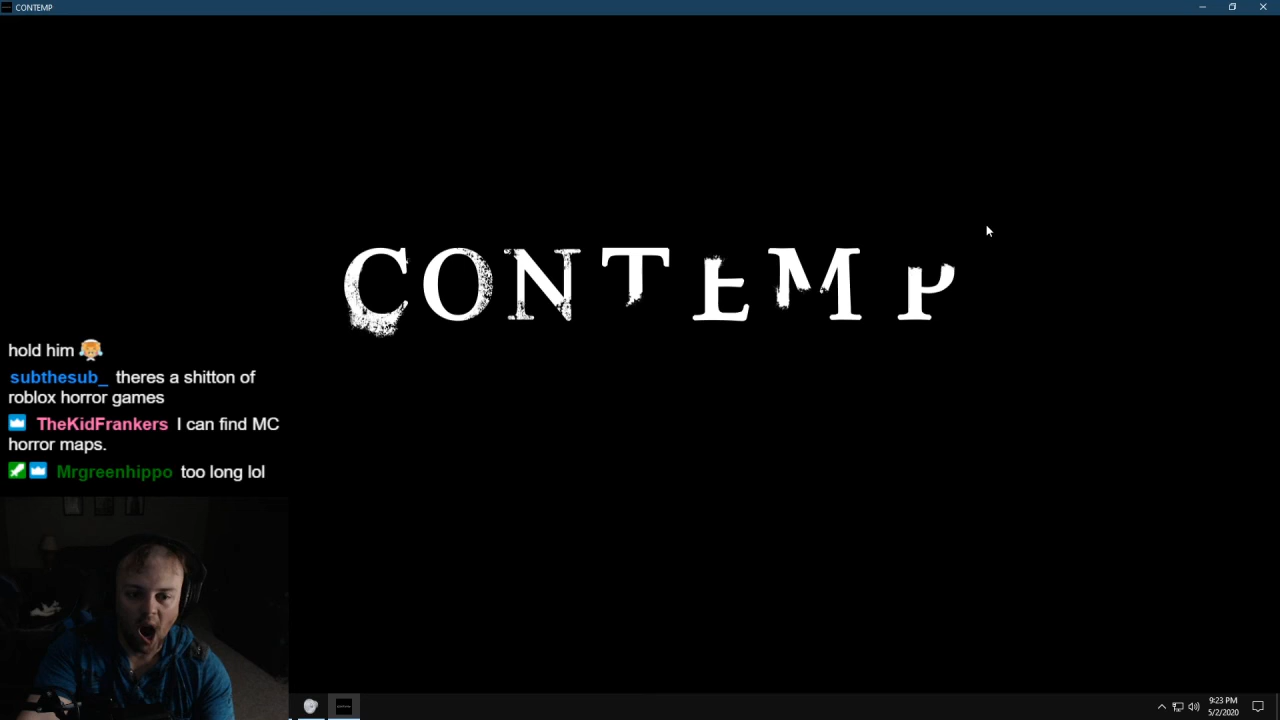 CONTEMP
CONTEMP
hold him
subthesub_ theres a shitton of
roblox horror games
TheKidFrankers I can find MC
horror maps.
Mrgreenhippo too long lol
9:23 PM
5/2/2020